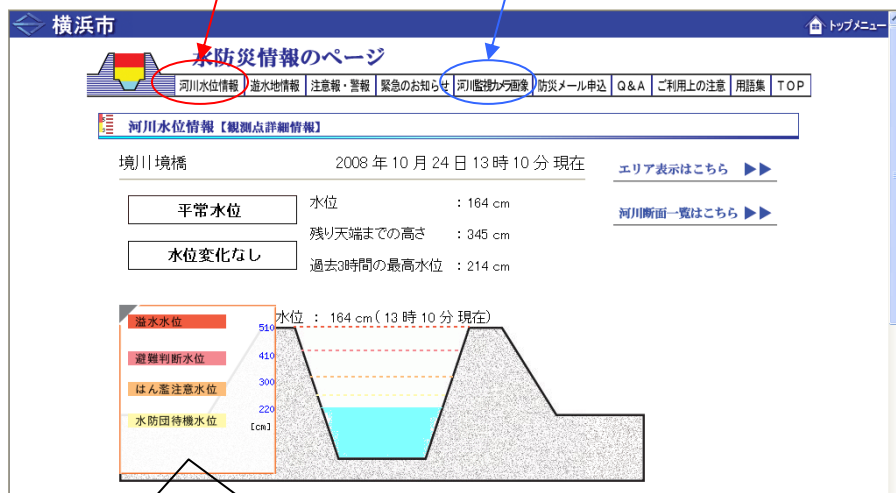 横浜市
トップメニュー
水防災情報のページ
河川水位情報 遊水地情報 注意報・警報 緊急のお知らせ 河川監視カメラ画像 防災メール申込 Q&A ご利用上の注意 用語集 TOP
河川水位情報【観測点詳細情報】
境川 境橋 2008 年 10 月 24 日 13 時 10 分 現在
エリア表示はこちら ▶▶
平常水位
水位変化なし
水位 : 164 cm
残り天端までの高さ : 345 cm
過去3時間の最高水位 : 214 cm
河川断面一覧はこちら ▶▶
水位 : 164 cm( 13 時 10 分 現在)
溢水水位 510
避難判断水位 410
はん濫注意水位 300
水防団待機水位 220
[cm]